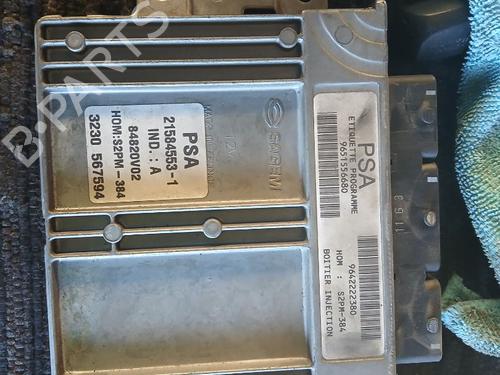 PSA
21584553-1
IND.: A
84820V02
HOM:S2PM-384
3230 567594
12V
SAGEM
PSA
ETIQUETTE PROGRAMME
9651556680
9642222380
HOM : S2PM-384
BOITIER INJECTION
B-PARTS